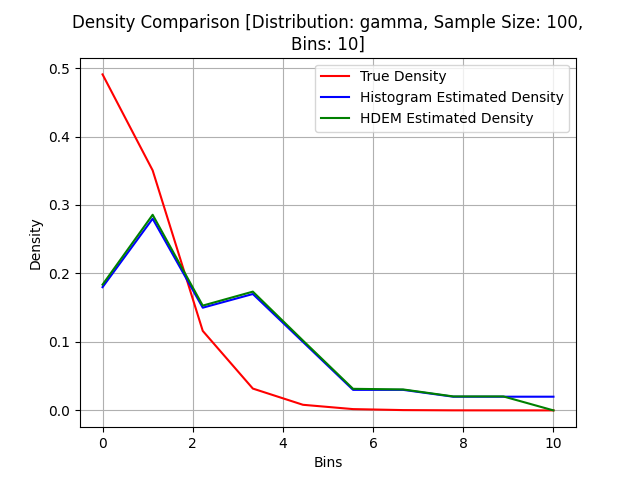 Density Comparison [Distribution: gamma, Sample Size: 100,
Bins: 10]
True Density
Histogram Estimated Density
HDEM Estimated Density
Density
0.5
0.4
0.3
0.2
0.1
0.0
0 2 4 6 8 10
Bins